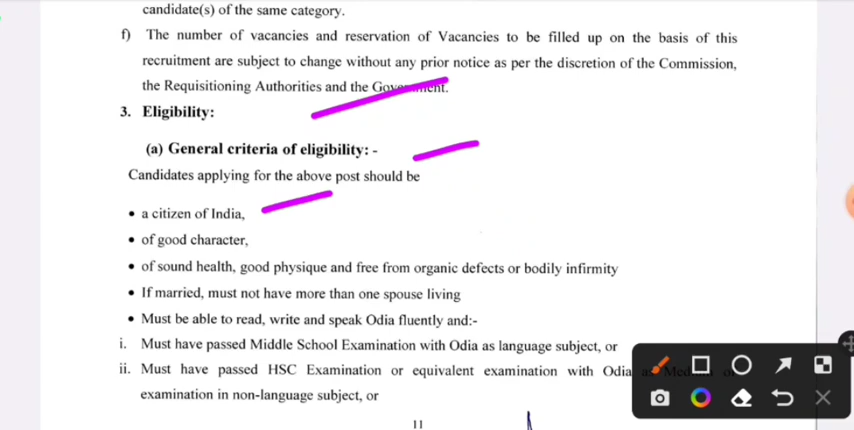 candidate(s) of the same category.
f) The number of vacancies and reservation of Vacancies to be filled up on the basis of this
recruitment are subject to change without any prior notice as per the discretion of the Commission,
the Requisitioning Authorities and the Government.
3. Eligibility:
(a) General criteria of eligibility: -
Candidates applying for the above post should be
• a citizen of India,
• of good character,
• of sound health, good physique and free from organic defects or bodily infirmity
• If married, must not have more than one spouse living
• Must be able to read, write and speak Odia fluently and:-
i. Must have passed Middle School Examination with Odia as language subject, or
ii. Must have passed HSC Examination or equivalent examination with Odia
examination in non-language subject, or
11